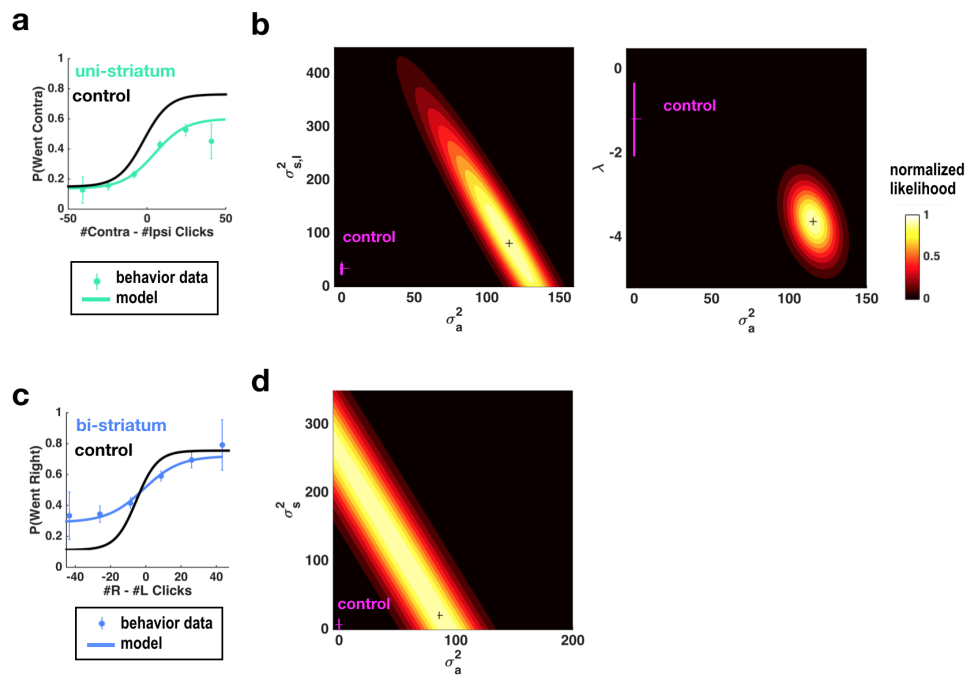 a
uni-striatum
control
P(Went Contra)
1
0.8
0.6
0.4
0.2
0
-50
0
50
#Contra - #Ipsi Clicks
behavior data
model
b
σ²s,l
400
300
200
100
0
control
0
50
100
150
σ²a
λ
0
-2
-4
control
0
50
100
150
σ²a
normalized
likelihood
1
0.5
0
c
bi-striatum
control
P(Went Right)
1
0.8
0.6
0.4
0.2
0
-40
-20
0
20
40
#R - #L Clicks
behavior data
model
d
σ²s
300
200
100
0
control
0
100
200
σ²a